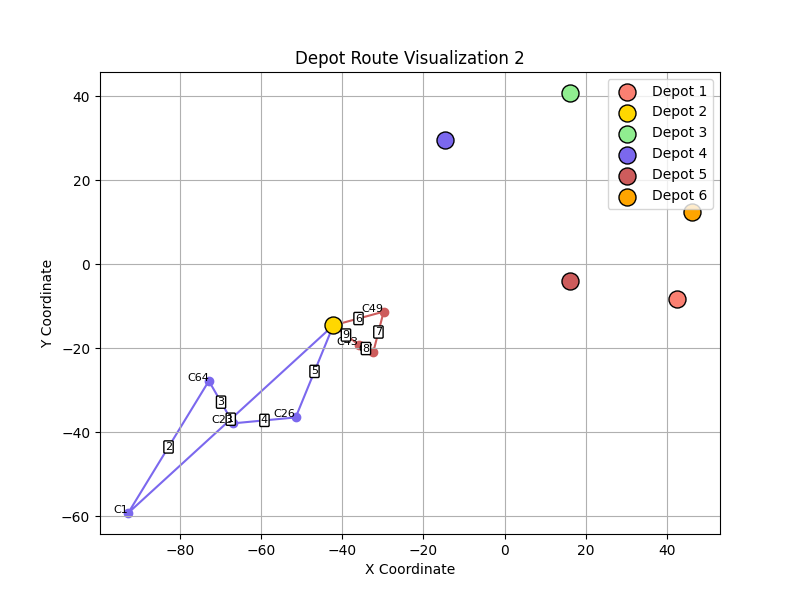 Depot Route Visualization 2
Depot 1
Depot 2
Depot 3
Depot 4
Depot 5
Depot 6
40
20
0
−20
−40
−60
Y Coordinate
C49
6
9
7
C43
8
C64
5
3
C23
4
C26
2
C1
−80
−60
−40
−20
0
20
40
X Coordinate